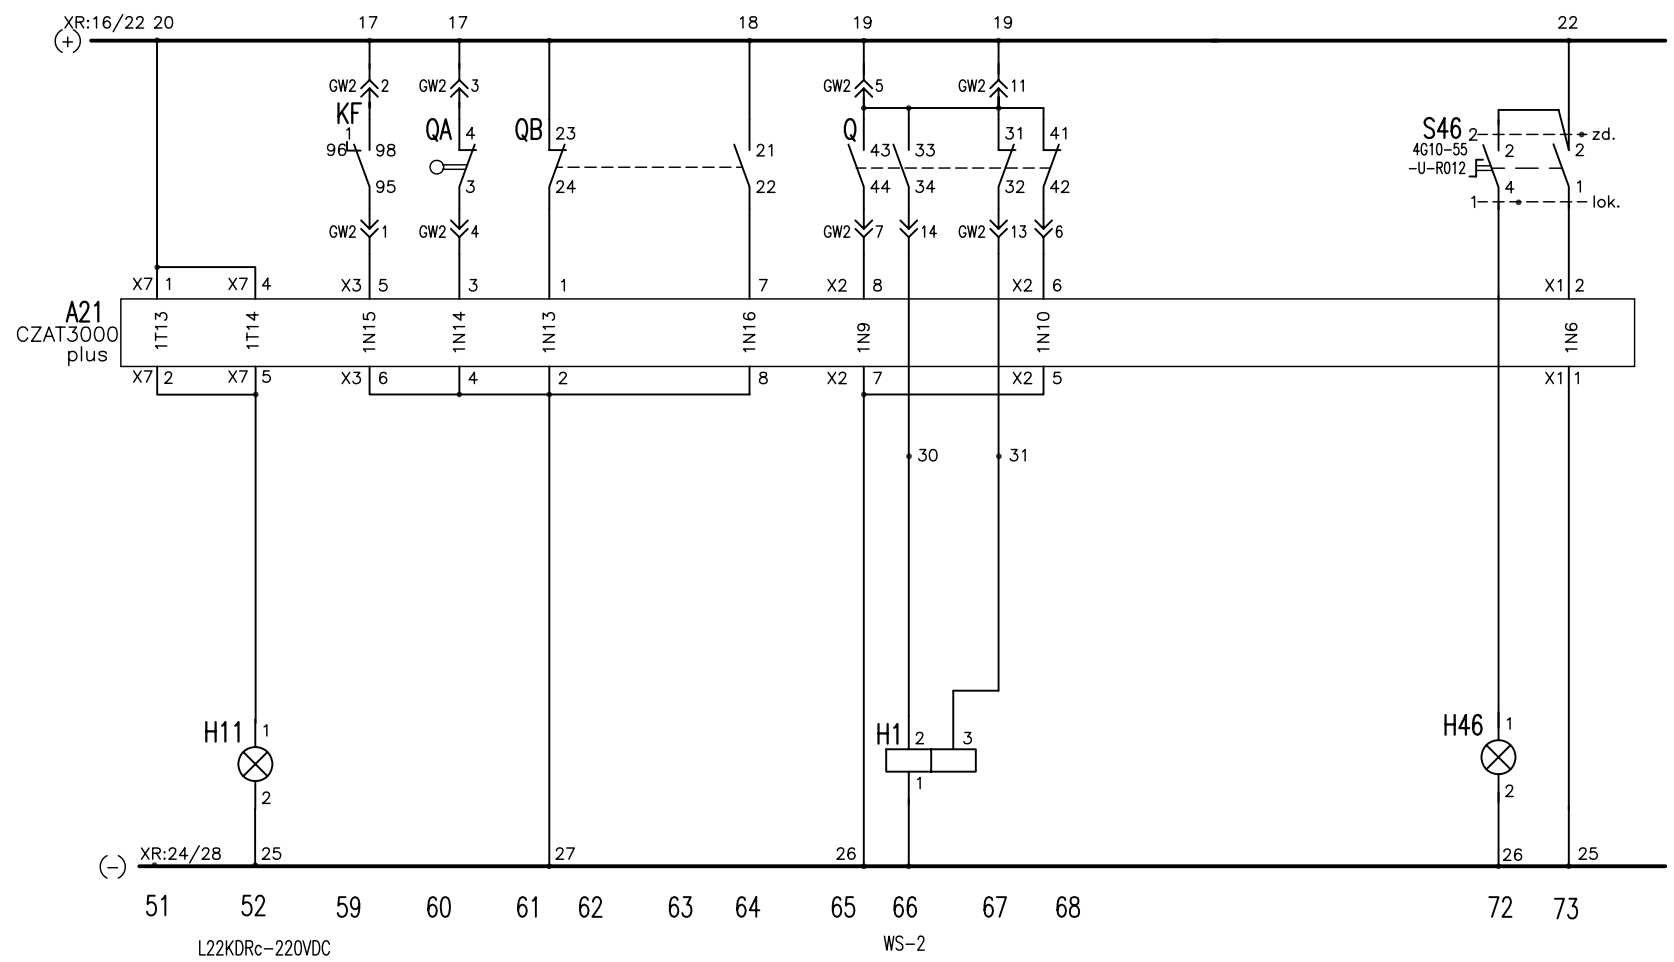 XR:16/22 20 17 17 18 19 19 22
(+)
GW2 2 GW2 3 GW2 5 GW2 11
KF QA 4 QB 23 Q 31 41 S46 2 zd.
1 96 98 21 43 33 4G10-55 2 2
-U-R012
95 3 24 22 44 34 32 42 4 1
1 lok.
GW2 1 GW2 4 GW2 7 14 GW2 13 6
X7 1 X7 4 X3 5 3 1 7 X2 8 X2 6 X1 2
A21
CZAT3000
plus
1T13 1T14 1N15 1N14 1N13 1N16 1N9 1N10 1N6
X7 2 X7 5 X3 6 4 2 8 X2 7 X2 5 X1 1
30 31
H11 1 H1 2 3 H46 1
2 1 2
(-)
XR:24/28 25 27 26 26 25
51 52 59 60 61 62 63 64 65 66 67 68 72 73
L22KDRc-220VDC WS-2